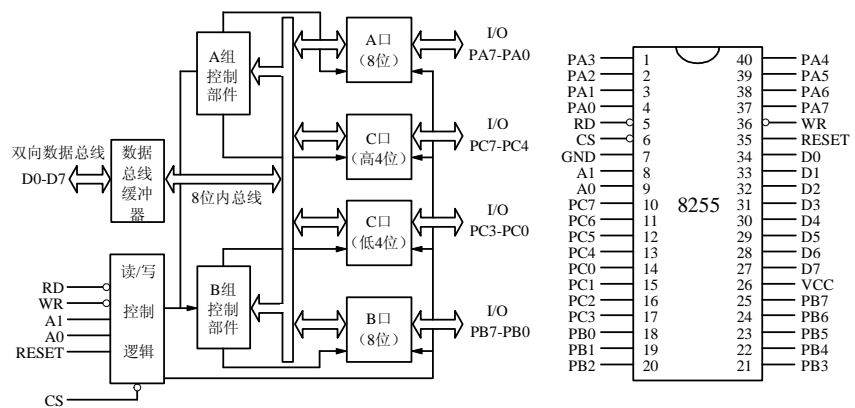 A组
控制
部件
A口
(8位)
I/O
PA7-PA0
C口
(高4位)
I/O
PC7-PC4
双向数据总线
D0-D7
数据
总线
缓冲
器
8位内总线
C口
(低4位)
I/O
PC3-PC0
RD
WR
A1
A0
RESET
CS
读/写
控制
逻辑
B组
控制
部件
B口
(8位)
I/O
PB7-PB0
PA3 1 40 PA4
PA2 2 39 PA5
PA1 3 38 PA6
PA0 4 37 PA7
RD 5 36 WR
CS 6 35 RESET
GND 7 34 D0
A1 8 33 D1
A0 9 32 D2
PC7 10 31 D3
8255
PC6 11 30 D4
PC5 12 29 D5
PC4 13 28 D6
PC0 14 27 D7
PC1 15 26 VCC
PC2 16 25 PB7
PC3 17 24 PB6
PB0 18 23 PB5
PB1 19 22 PB4
PB2 20 21 PB3